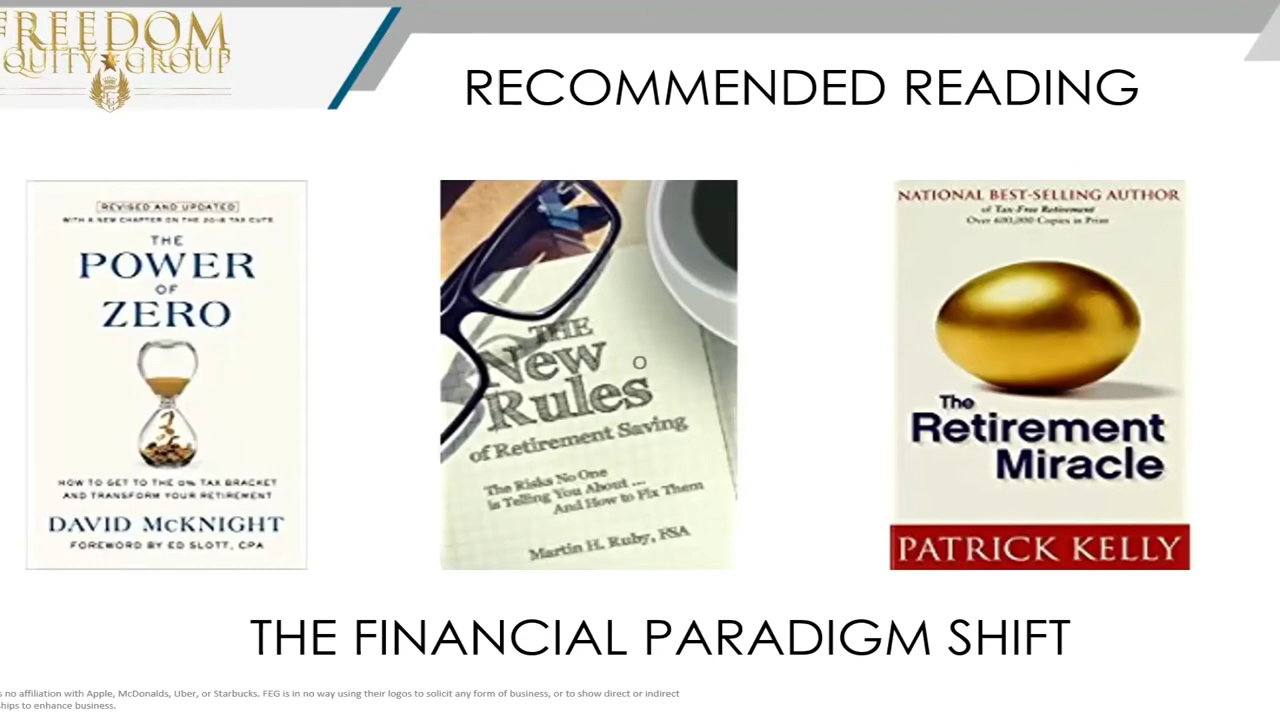 FREEDOM
QUITY GROUP
RECOMMENDED READING
REVISED AND UPDATED
WITH A NEW CHAPTER ON THE 2018 TAX CUTS
THE
POWER
OF
ZERO
HOW TO GET TO THE 0% TAX BRACKET
AND TRANSFORM YOUR RETIREMENT
DAVID McKNIGHT
FOREWORD BY ED SLOTT, CPA
THE
New
Rules
of Retirement Saving
The Risks No One
is Telling You About ...
And How to Fix Them
Martin H. Ruby, FSA
NATIONAL BEST-SELLING AUTHOR
of Tax-Free Retirement
Over 600,000 Copies in Print
The
Retirement
Miracle
PATRICK KELLY
THE FINANCIAL PARADIGM SHIFT
s no affiliation with Apple, McDonalds, Uber, or Starbucks. FEG is in no way using their logos to solicit any form of business, or to show direct or indirect
ships to enhance business.